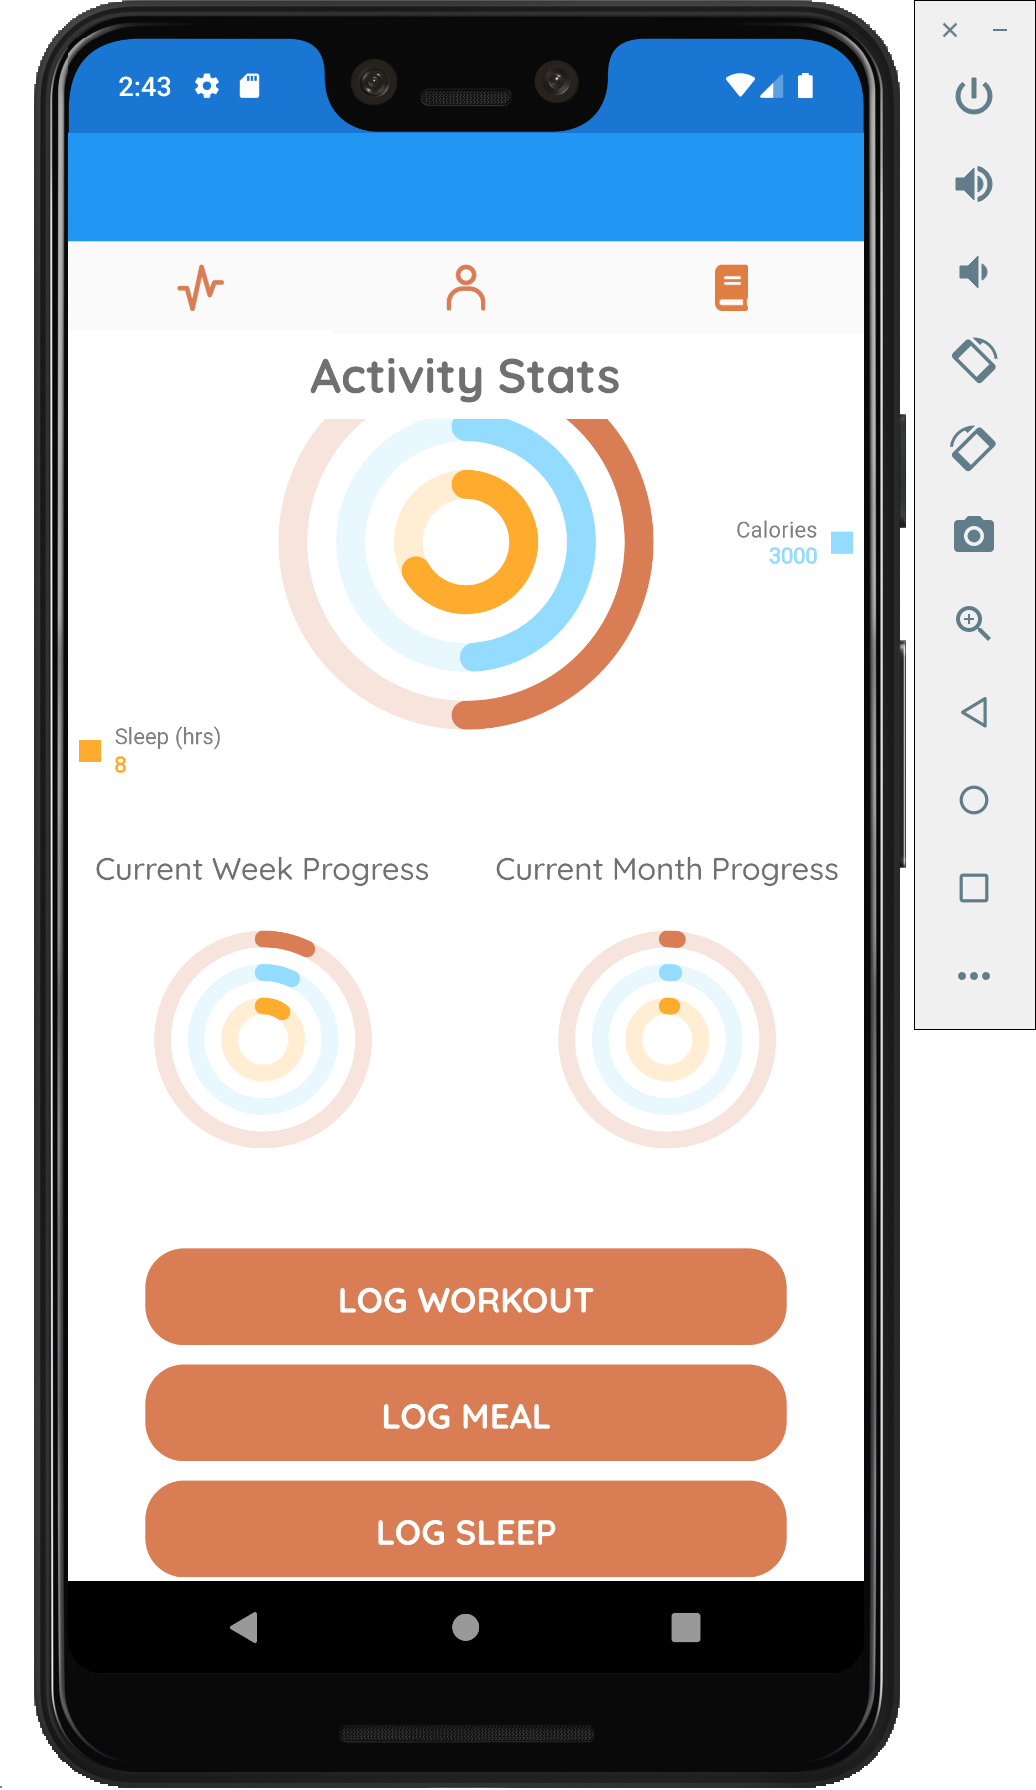 2:43
Activity Stats
Calories
3000
Sleep (hrs)
8
Current Week Progress
Current Month Progress
LOG WORKOUT
LOG MEAL
LOG SLEEP